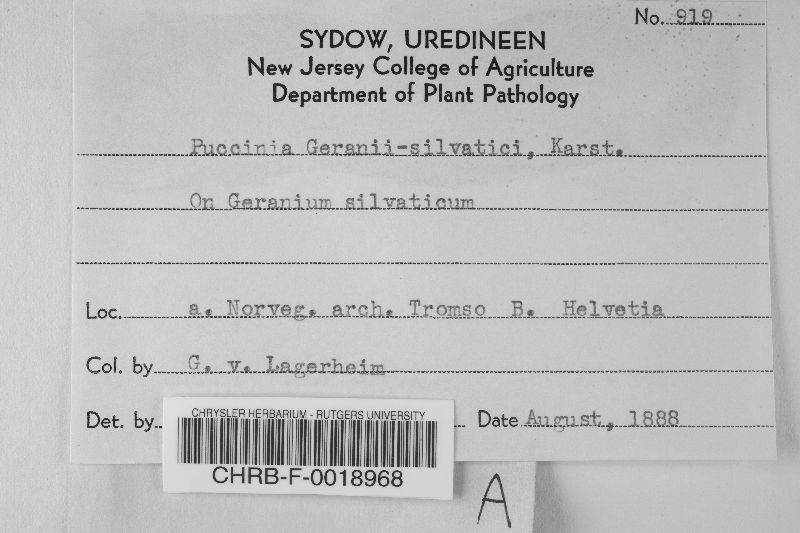 No. 919
SYDOW, UREDINEEN
New Jersey College of Agriculture
Department of Plant Pathology
Puccinia Geranii-silvatici, Karst.
On Geranium silvaticum
Loc. a. Norveg. arch. Tromso B. Helvetia
Col. by G. v. Lagerheim
Det. by Date August, 1888
CHRYSLER HERBARIUM - RUTGERS UNIVERSITY
CHRB-F-0018968
A